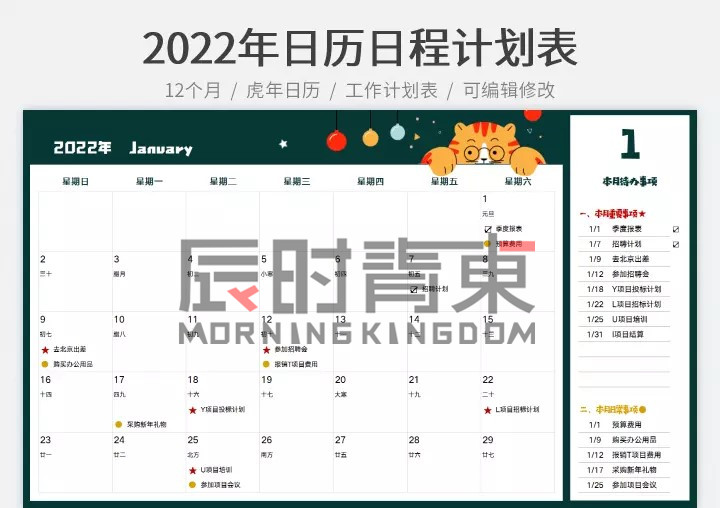 2022年日历日程计划表
12个月 / 虎年日历 / 工作计划表 / 可编辑修改
2022年 January
星期日 星期一 星期二 星期三 星期四 星期五 星期六
1
元旦
季度报表
预算费用
2 3 4 5 6 7 8
三十 腊月 初三 小寒 初四 初五 三九
招聘计划
9 10 11 12 13 14 15
初七 腊八 初九 初十
去北京出差 参加招聘会
购买办公用品 报销T项目费用
16 17 18 19 20 21 22
十四 四九 十六 十七 大寒 十九 二十
Y项目投标计划 L项目招标计划
采购新年礼物
23 24 25 26 27 28 29
廿一 廿二 北方 南方 廿五 廿六 廿七
U项目培训
参加项目会议
辰时青東
MORNINGKINGDOM
1
本月待办事项
一、本月重要事项
1/1 季度报表
1/7 招聘计划
1/9 去北京出差
1/12 参加招聘会
1/18 Y项目投标计划
1/22 L项目招标计划
1/25 U项目培训
1/31 I项目结算
二、本月日常事项
1/1 预算费用
1/9 购买办公用品
1/12 报销T项目费用
1/17 采购新年礼物
1/25 参加项目会议